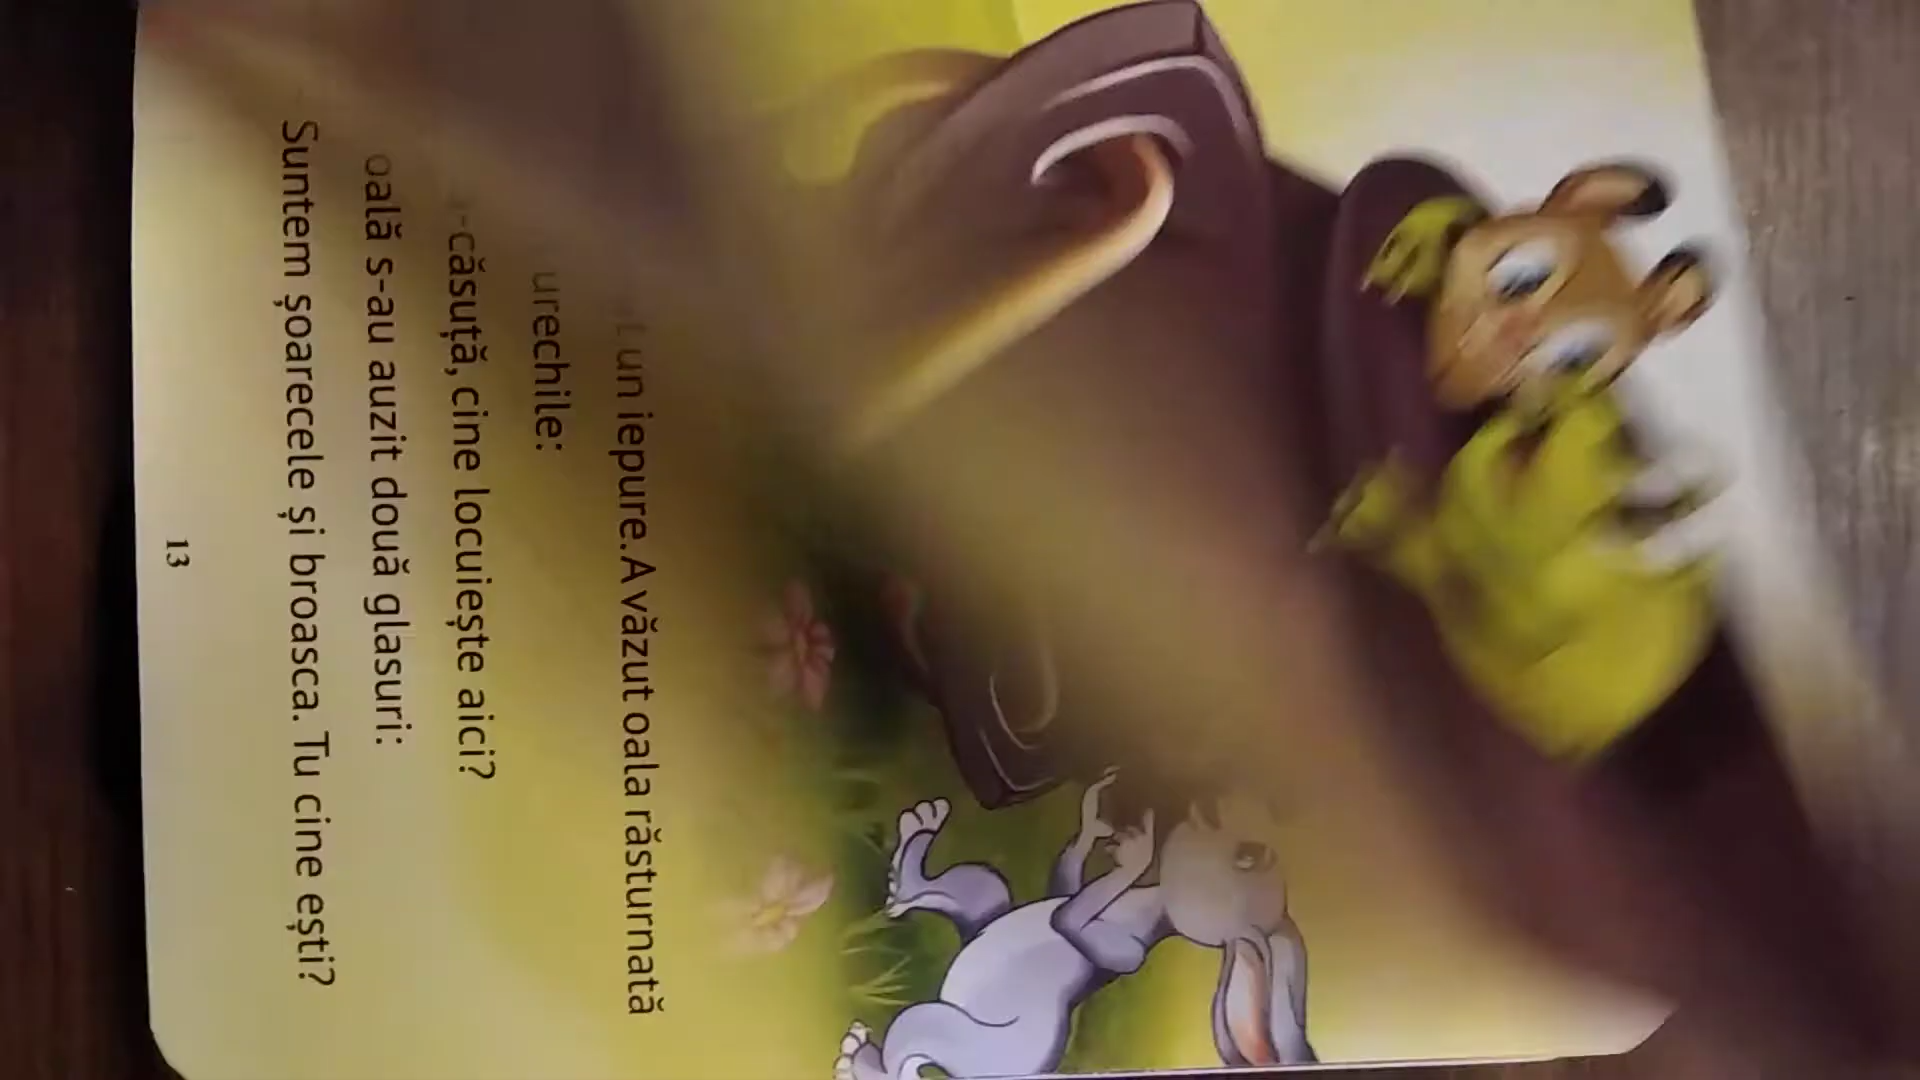 un iepure. A văzut oala răsturnată
urechile:
-căsuță, cine locuiește aici?
oală s-au auzit două glasuri:
Suntem șoarecele și broasca. Tu cine ești?
13